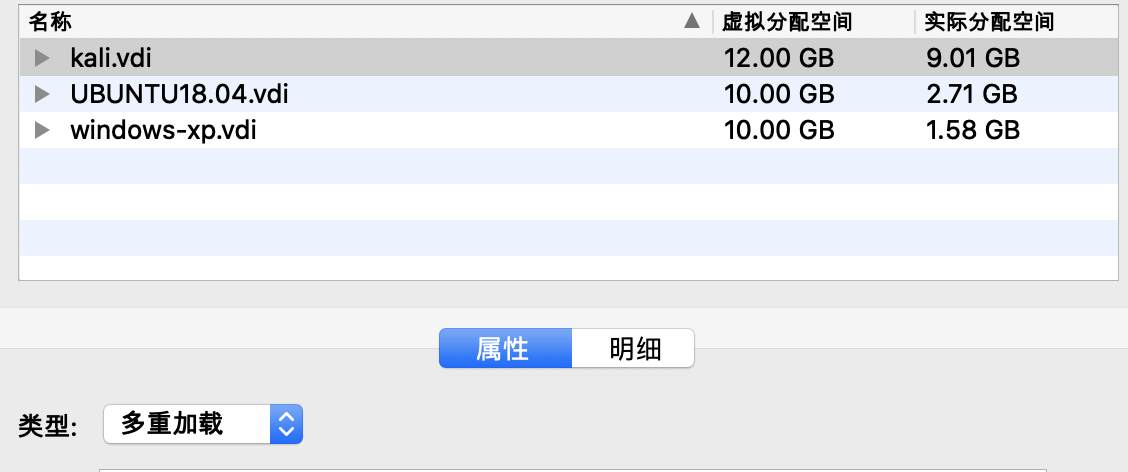 名称 虚拟分配空间 实际分配空间
kali.vdi 12.00 GB 9.01 GB
UBUNTU18.04.vdi 10.00 GB 2.71 GB
windows-xp.vdi 10.00 GB 1.58 GB
属性 明细
类型: 多重加载